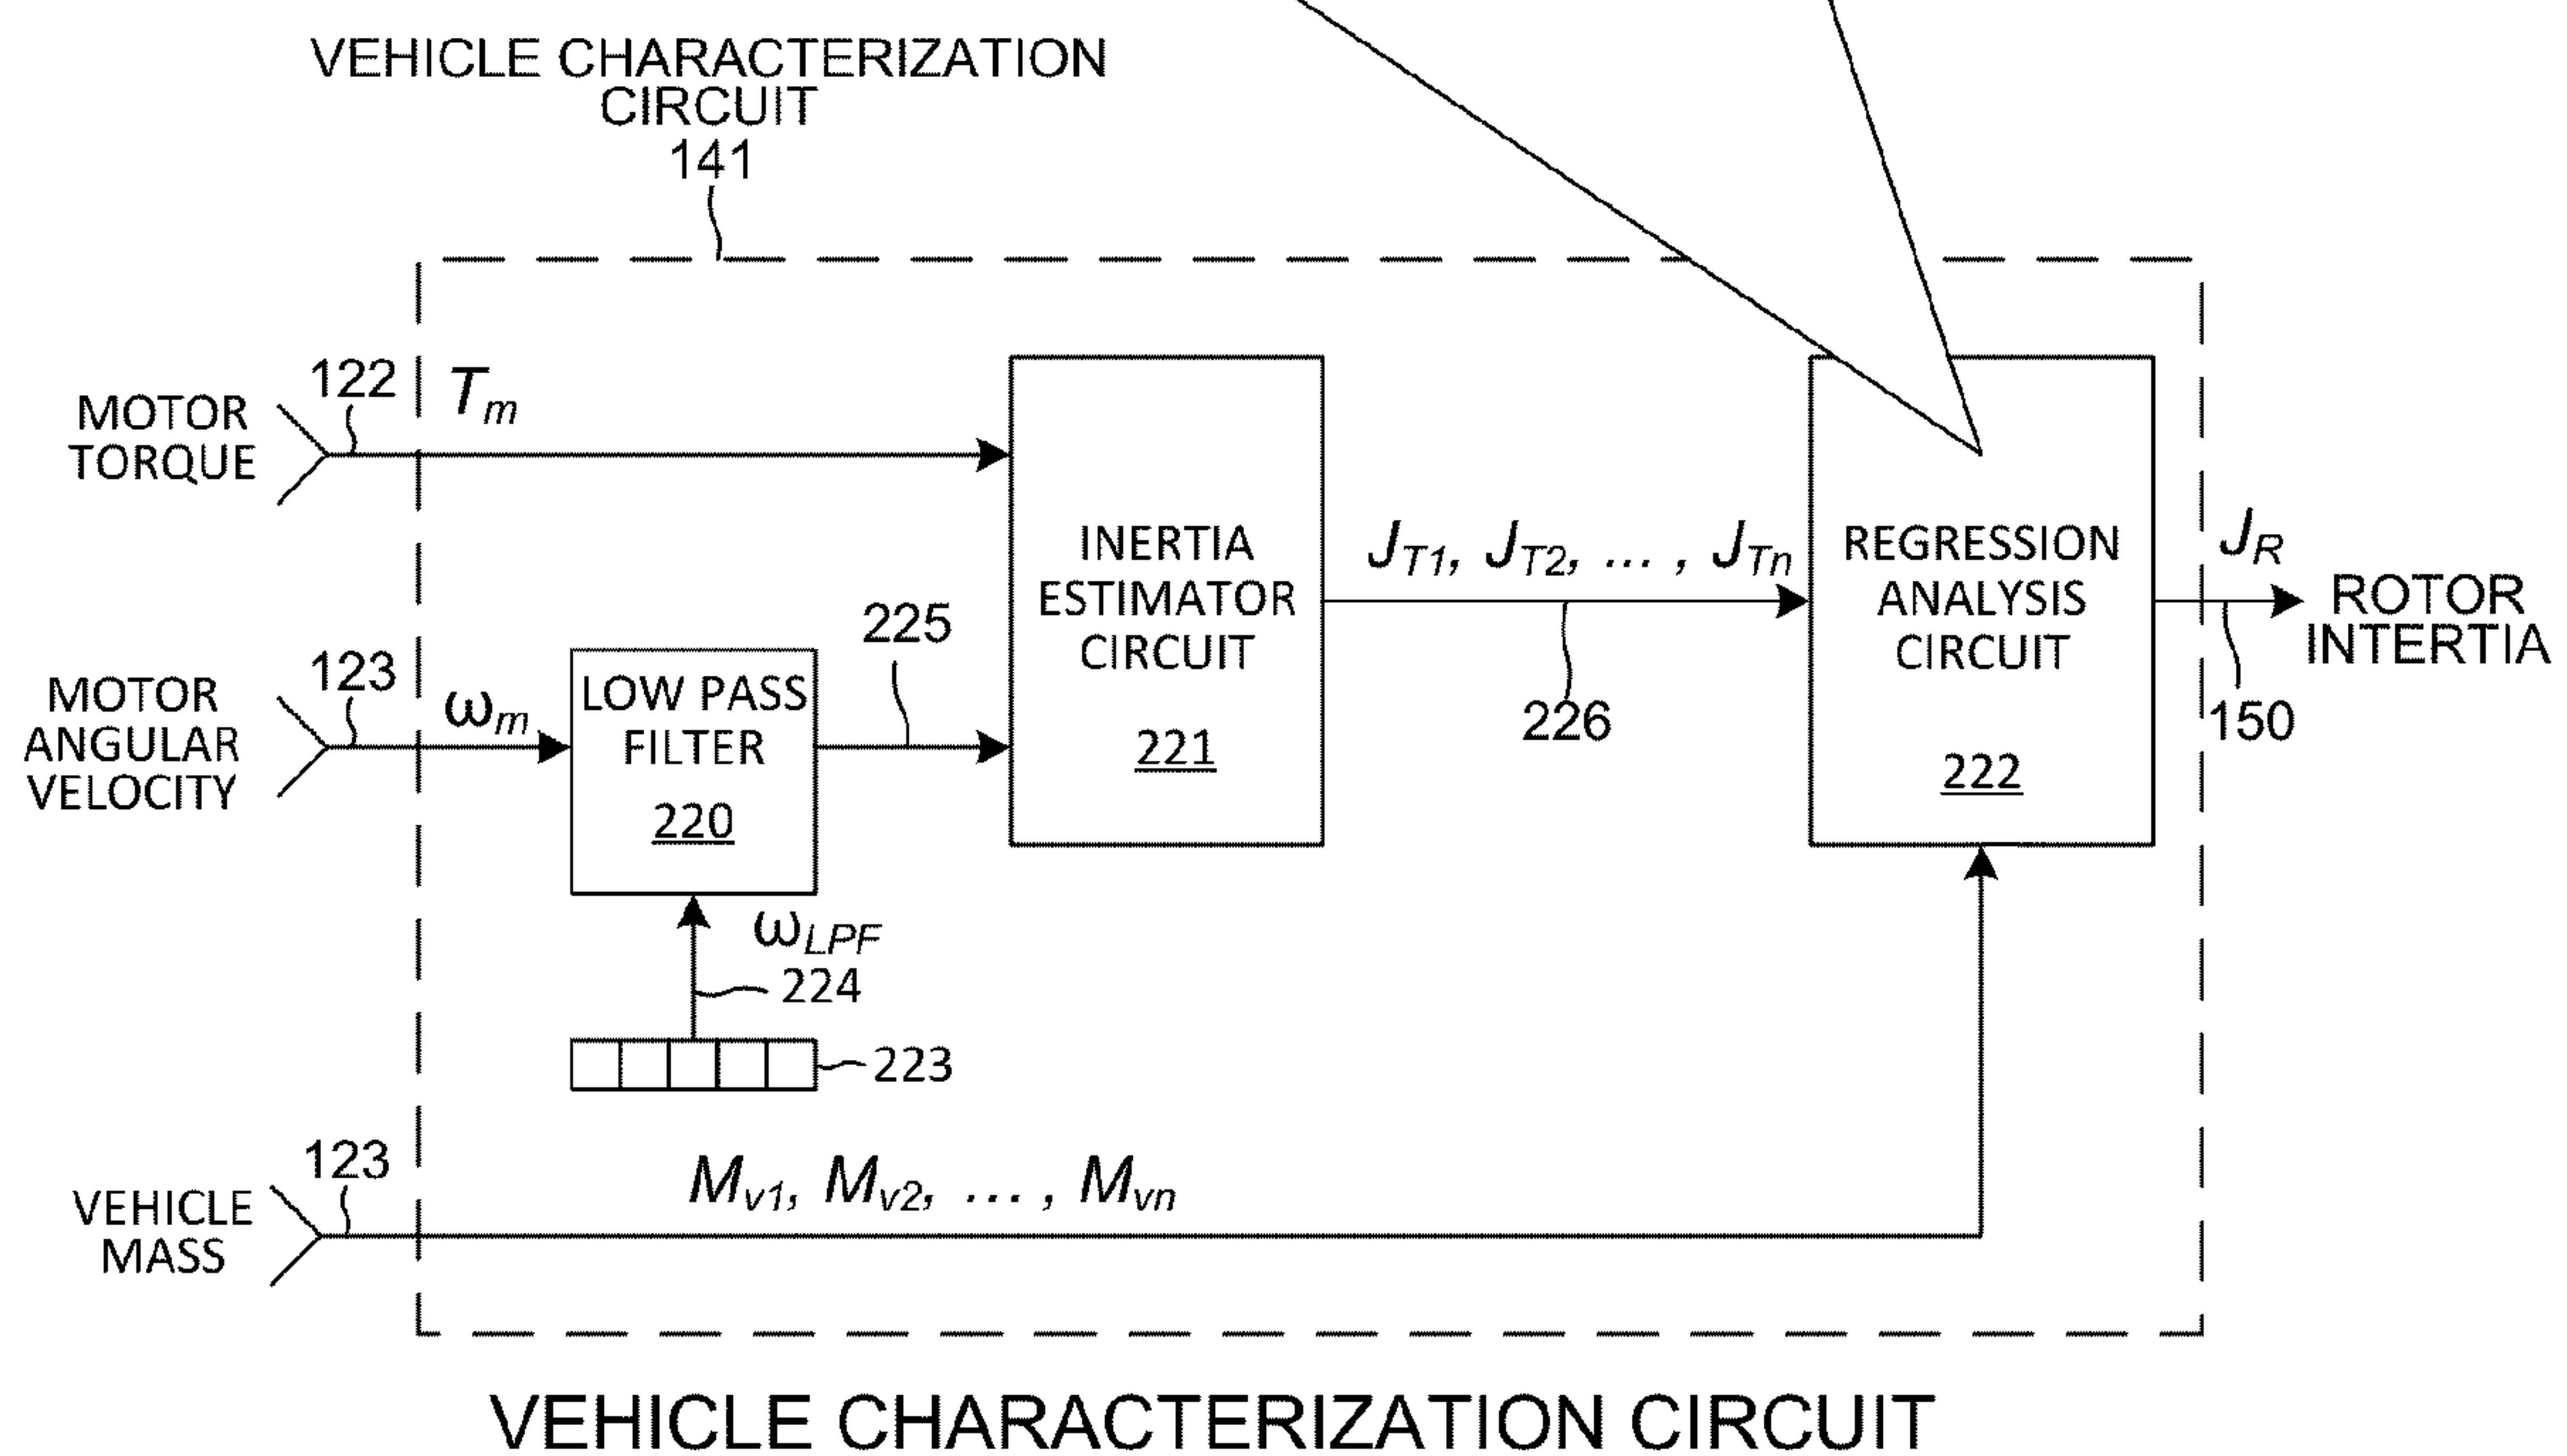 VEHICLE CHARACTERIZATION
CIRCUIT
141
MOTOR
TORQUE
122
Tm
MOTOR
ANGULAR
VELOCITY
123
ωm
LOW PASS
FILTER
220
225
ωLPF
224
223
INERTIA
ESTIMATOR
CIRCUIT
221
JT1, JT2, ... , JTn
226
REGRESSION
ANALYSIS
CIRCUIT
222
JR
150
ROTOR
INTERTIA
VEHICLE
MASS
123
Mv1, Mv2, ... , Mvn
VEHICLE CHARACTERIZATION CIRCUIT